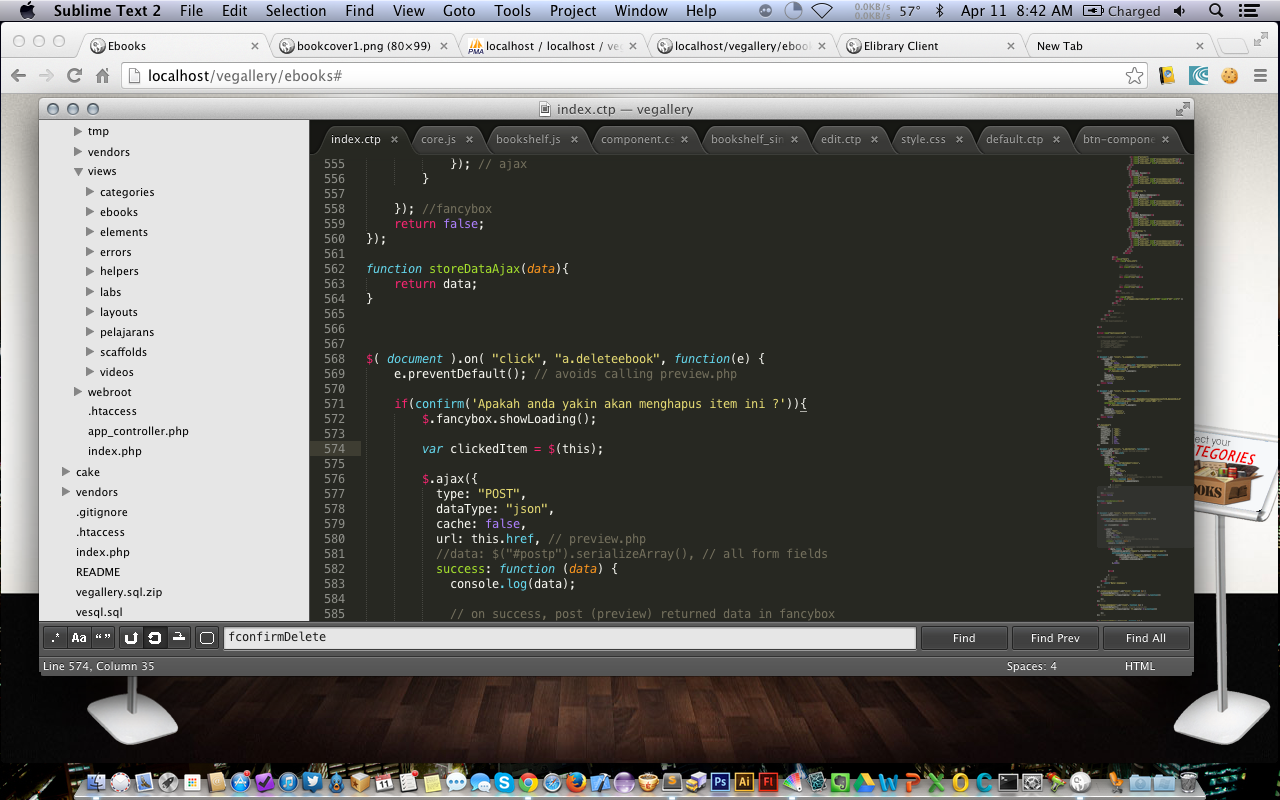 Sublime Text 2 File Edit Selection Find View Goto Tools Project Window Help 0.0KB/s 0.0KB/s 57° Apr 11 8:42 AM Charged
Ebooks bookcover1.png (80×99) localhost / localhost / ve localhost/vegallery/ebook Elibrary Client New Tab
localhost/vegallery/ebooks#
index.ctp — vegallery
index.ctp core.js bookshelf.js component.cs bookshelf_sin edit.ctp style.css default.ctp btn-compone
tmp
vendors
views
categories
ebooks
elements
errors
helpers
labs
layouts
pelajarans
scaffolds
videos
webroot
.htaccess
app_controller.php
index.php
cake
vendors
.gitignore
.htaccess
index.php
README
vegallery.sql.zip
vesql.sql
555 }); // ajax
556 }
557
558 }); //fancybox
559 return false;
560 });
561
562 function storeDataAjax(data){
563 return data;
564 }
565
566
567
568 $( document ).on( "click", "a.deleteebook", function(e) {
569 e.preventDefault(); // avoids calling preview.php
570
571 if(confirm('Apakah anda yakin akan menghapus item ini ?')){
572 $.fancybox.showLoading();
573
574 var clickedItem = $(this);
575
576 $.ajax({
577 type: "POST",
578 dataType: "json",
579 cache: false,
580 url: this.href, // preview.php
581 //data: $("#postp").serializeArray(), // all form fields
582 success: function (data) {
583 console.log(data);
584
585 // on success, post (preview) returned data in fancybox
ect your
EGORIES
OKS
.* Aa “ ” fconfirmDelete Find Find Prev Find All
Line 574, Column 35 Spaces: 4 HTML
11
Ps Ai Fl